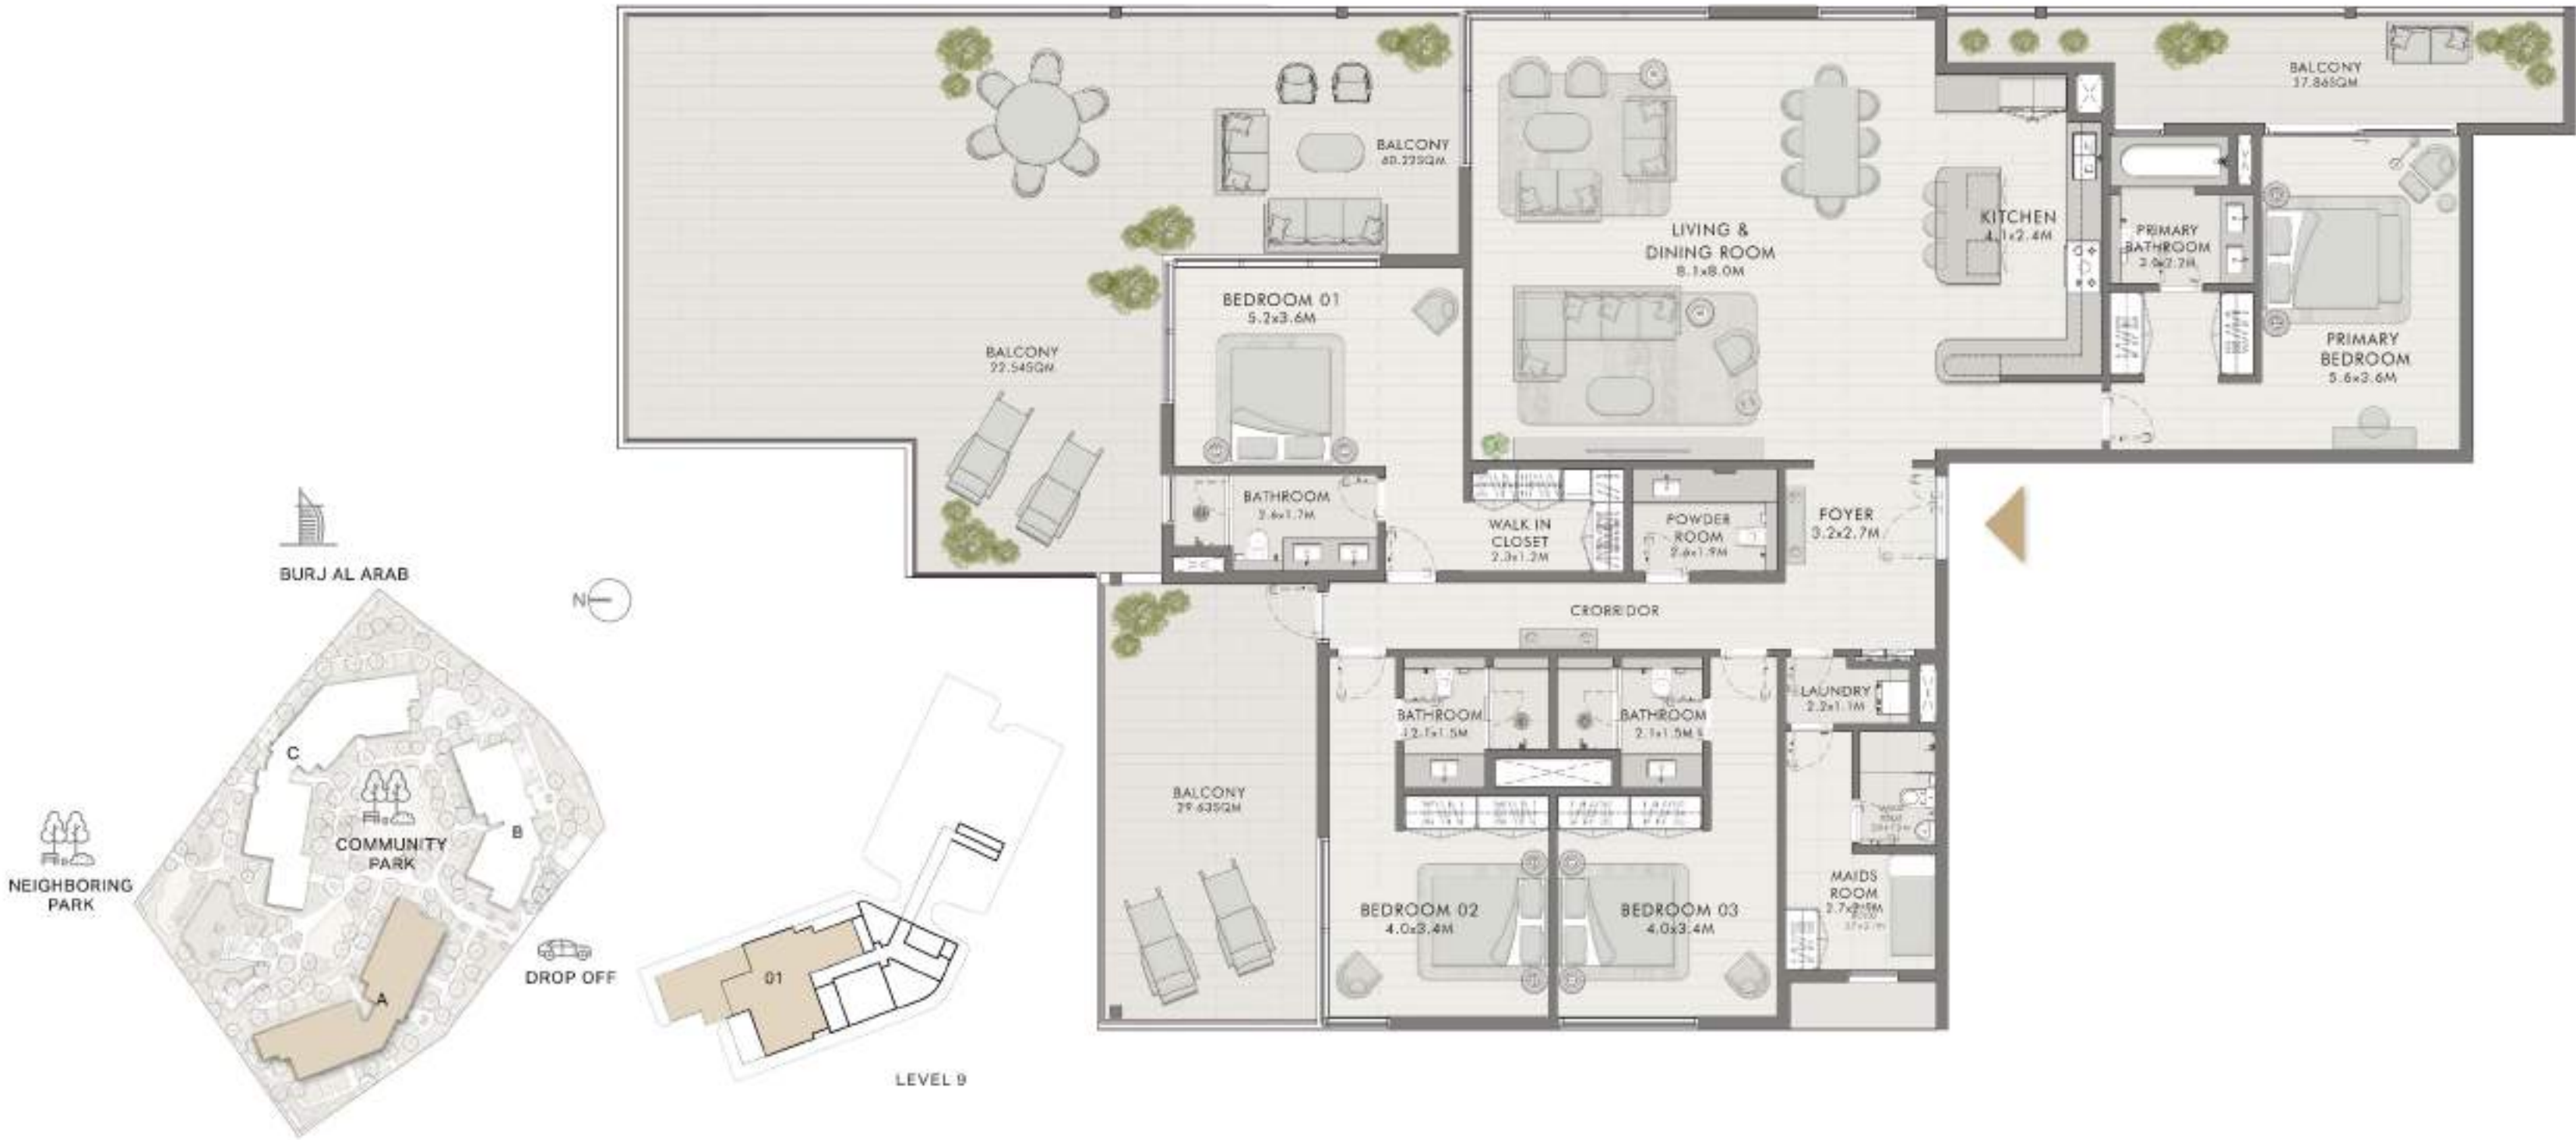 BALCONY
37.86SQM
BALCONY
60.22SQM
LIVING &
DINING ROOM
8.1x8.0M
KITCHEN
4.1x2.4M
PRIMARY
BATHROOM
3.0x2.2M
BEDROOM 01
5.2x3.6M
PRIMARY
BEDROOM
5.6x3.6M
BALCONY
22.54SQM
BATHROOM
2.6x1.7M
WALK IN
CLOSET
2.3x1.2M
POWDER
ROOM
2.6x1.9M
FOYER
3.2x2.7M
CRORRIDOR
BATHROOM
2.1x1.5M
BATHROOM
2.1x1.5M
LAUNDRY
2.2x1.1M
BALCONY
29.63SQM
BEDROOM 02
4.0x3.4M
BEDROOM 03
4.0x3.4M
MAIDS
ROOM
BURJ AL ARAB
N
C
B
COMMUNITY
PARK
NEIGHBORING
PARK
A
DROP OFF
01
LEVEL 9